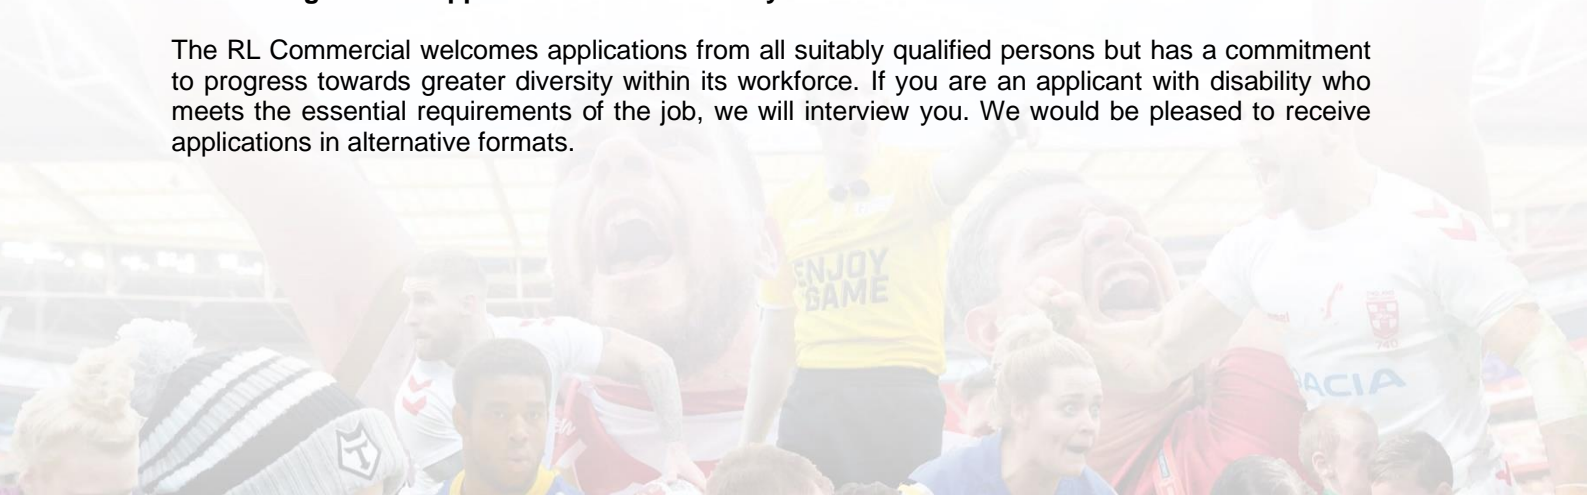 The RL Commercial welcomes applications from all suitably qualified persons but has a commitment
to progress towards greater diversity within its workforce. If you are an applicant with disability who
meets the essential requirements of the job, we will interview you. We would be pleased to receive
applications in alternative formats.
ENJOY
GAME
ACIA